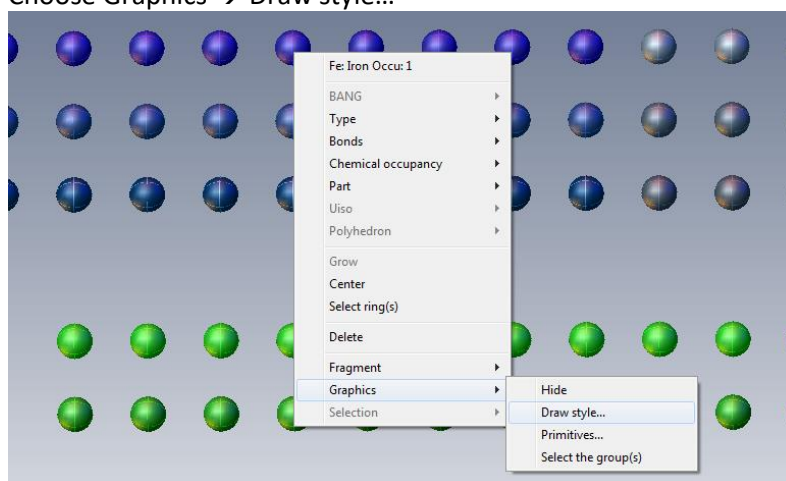 Choose Graphics → Draw style...
Fe: Iron Occu: 1
BANG
Type
Bonds
Chemical occupancy
Part
Uiso
Polyhedron
Grow
Center
Select ring(s)
Delete
Fragment
Graphics
Selection
Hide
Draw style...
Primitives...
Select the group(s)